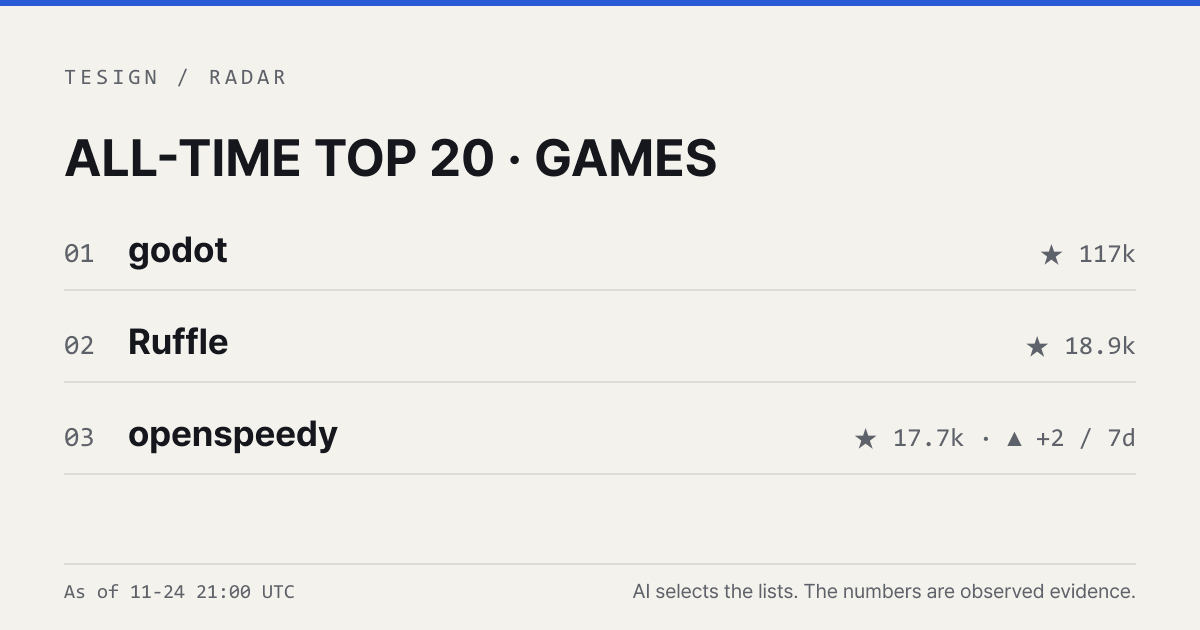 TESIGN / RADAR
ALL-TIME TOP 20 · GAMES
01 godot ★ 117k
02 Ruffle ★ 18.9k
03 openspeedy ★ 17.7k · ▲ +2 / 7d
As of 11-24 21:00 UTC AI selects the lists. The numbers are observed evidence.